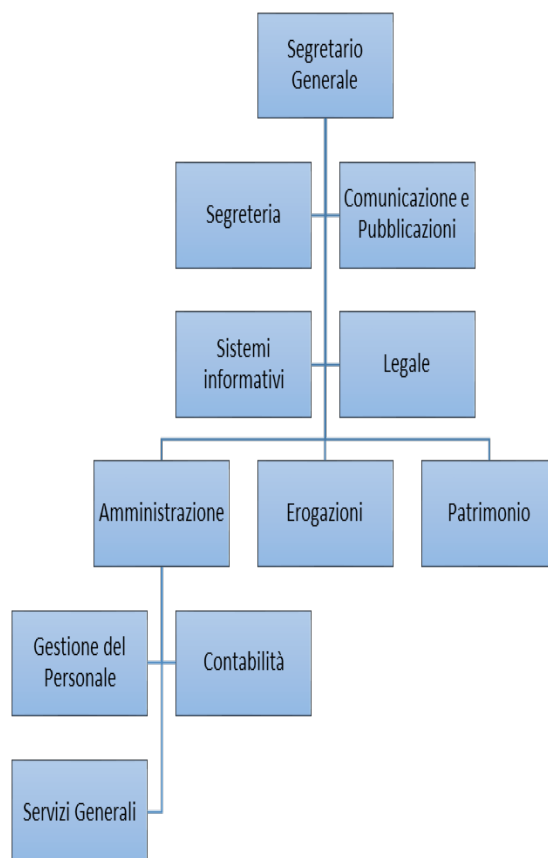 Segretario
Generale
Segreteria
Comunicazione e
Pubblicazioni
Sistemi
informativi
Legale
Amministrazione
Erogazioni
Patrimonio
Gestione del
Personale
Contabilità
Servizi Generali